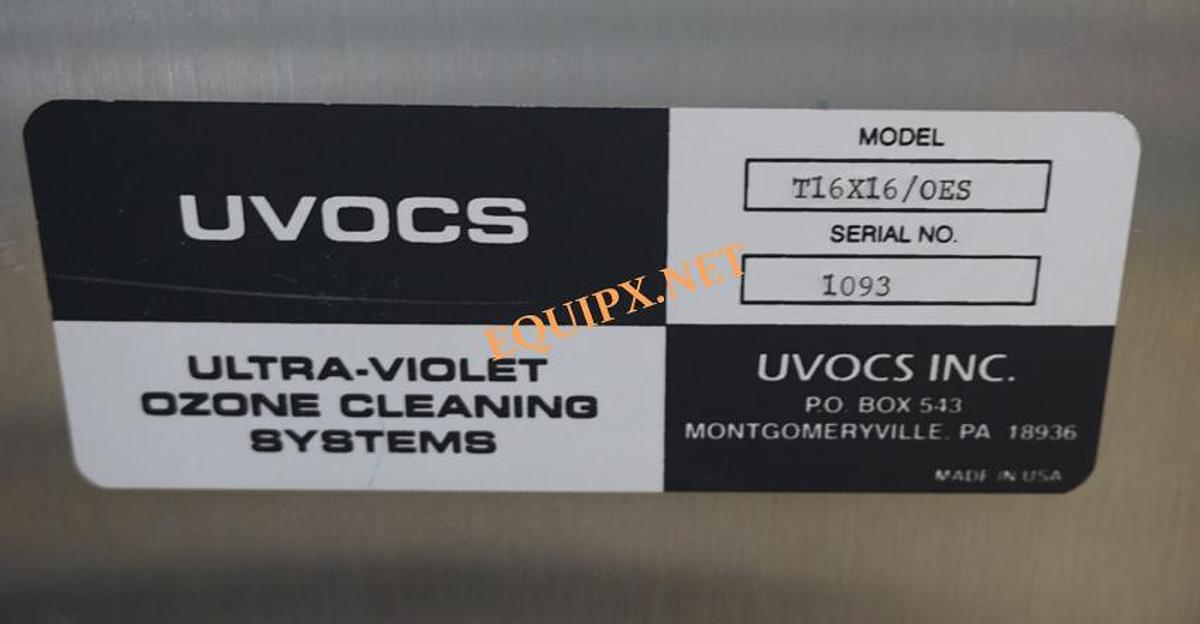 UVOCS
ULTRA-VIOLET
OZONE CLEANING
SYSTEMS
MODEL
T16X16/OES
SERIAL NO.
1093
UVOCS INC.
P.O. BOX 543
MONTGOMERYVILLE, PA 18936
MADE IN USA
EQUIPX.NET